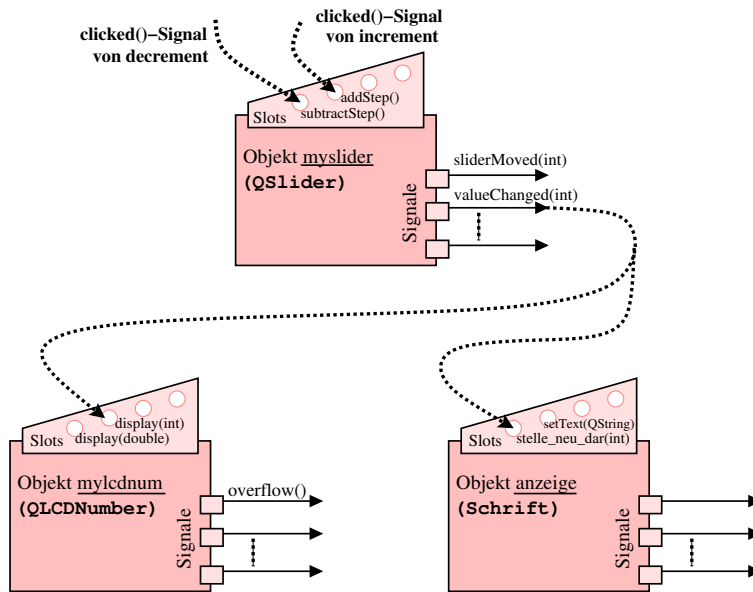 clicked()–Signal
von decrement
clicked()–Signal
von increment
addStep()
subtractStep()
Slots
Objekt myslider
(QSlider)
Signale
sliderMoved(int)
valueChanged(int)
display(int)
display(double)
Slots
Objekt mylcdnum
(QLCDNumber)
Signale
overflow()
setText(QString)
stelle_neu_dar(int)
Slots
Objekt anzeige
(Schrift)
Signale